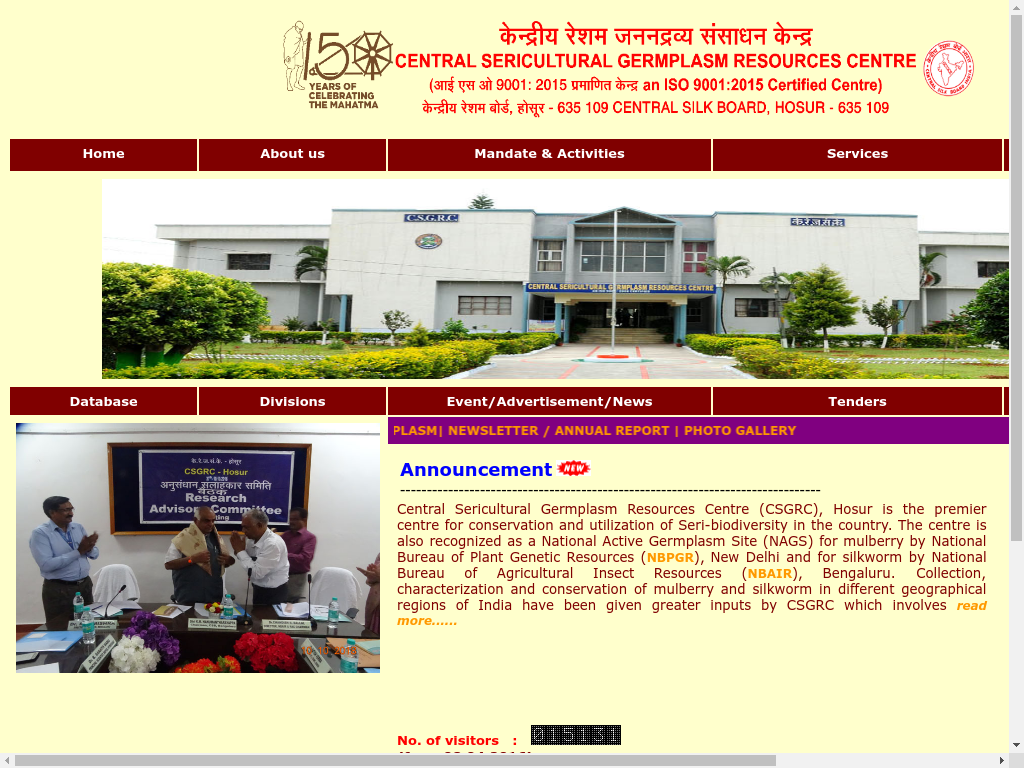 150
YEARS OF
CELEBRATING
THE MAHATMA
केन्द्रीय रेशम जननद्रव्य संसाधन केन्द्र
CENTRAL SERICULTURAL GERMPLASM RESOURCES CENTRE
(आई एस ओ 9001: 2015 प्रमाणित केन्द्र an ISO 9001:2015 Certified Centre)
केन्द्रीय रेशम बोर्ड, होसूर - 635 109 CENTRAL SILK BOARD, HOSUR - 635 109
Home About us Mandate & Activities Services
C.S.G.R.C.
CENTRAL SERICULTURAL GERMPLASM RESOURCES CENTRE
Database Divisions Event/Advertisement/News Tenders
PLASM| NEWSLETTER / ANNUAL REPORT | PHOTO GALLERY
के.रे.ज.सं.के. - होसूर
CSGRC - Hosur
अनुसंधान सलाहकार समिति
बैठक
Research
Advisory Committee
Announcement NEW
--------------------------------------------------------------------------------
Central Sericultural Germplasm Resources Centre (CSGRC), Hosur is the premier
centre for conservation and utilization of Seri-biodiversity in the country. The centre is
also recognized as a National Active Germplasm Site (NAGS) for mulberry by National
Bureau of Plant Genetic Resources (NBPGR), New Delhi and for silkworm by National
Bureau of Agricultural Insect Resources (NBAIR), Bengaluru. Collection,
characterization and conservation of mulberry and silkworm in different geographical
regions of India have been given greater inputs by CSGRC which involves read
more......
No. of visitors : 015131